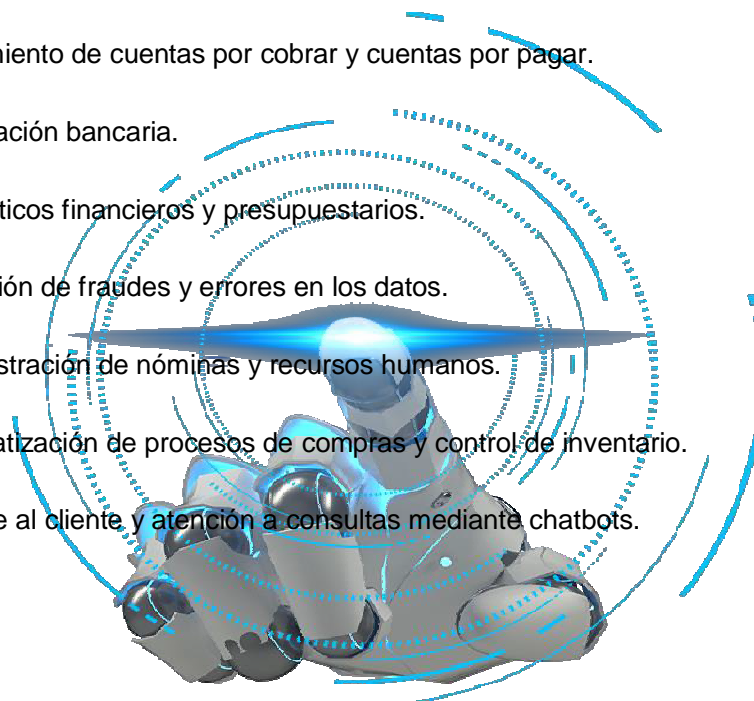 miento de cuentas por cobrar y cuentas por pagar.
ación bancaria.
ticos financieros y presupuestarios.
ión de fraudes y errores en los datos.
stración de nóminas y recursos humanos.
atización de procesos de compras y control de inventario.
e al cliente y atención a consultas mediante chatbots.